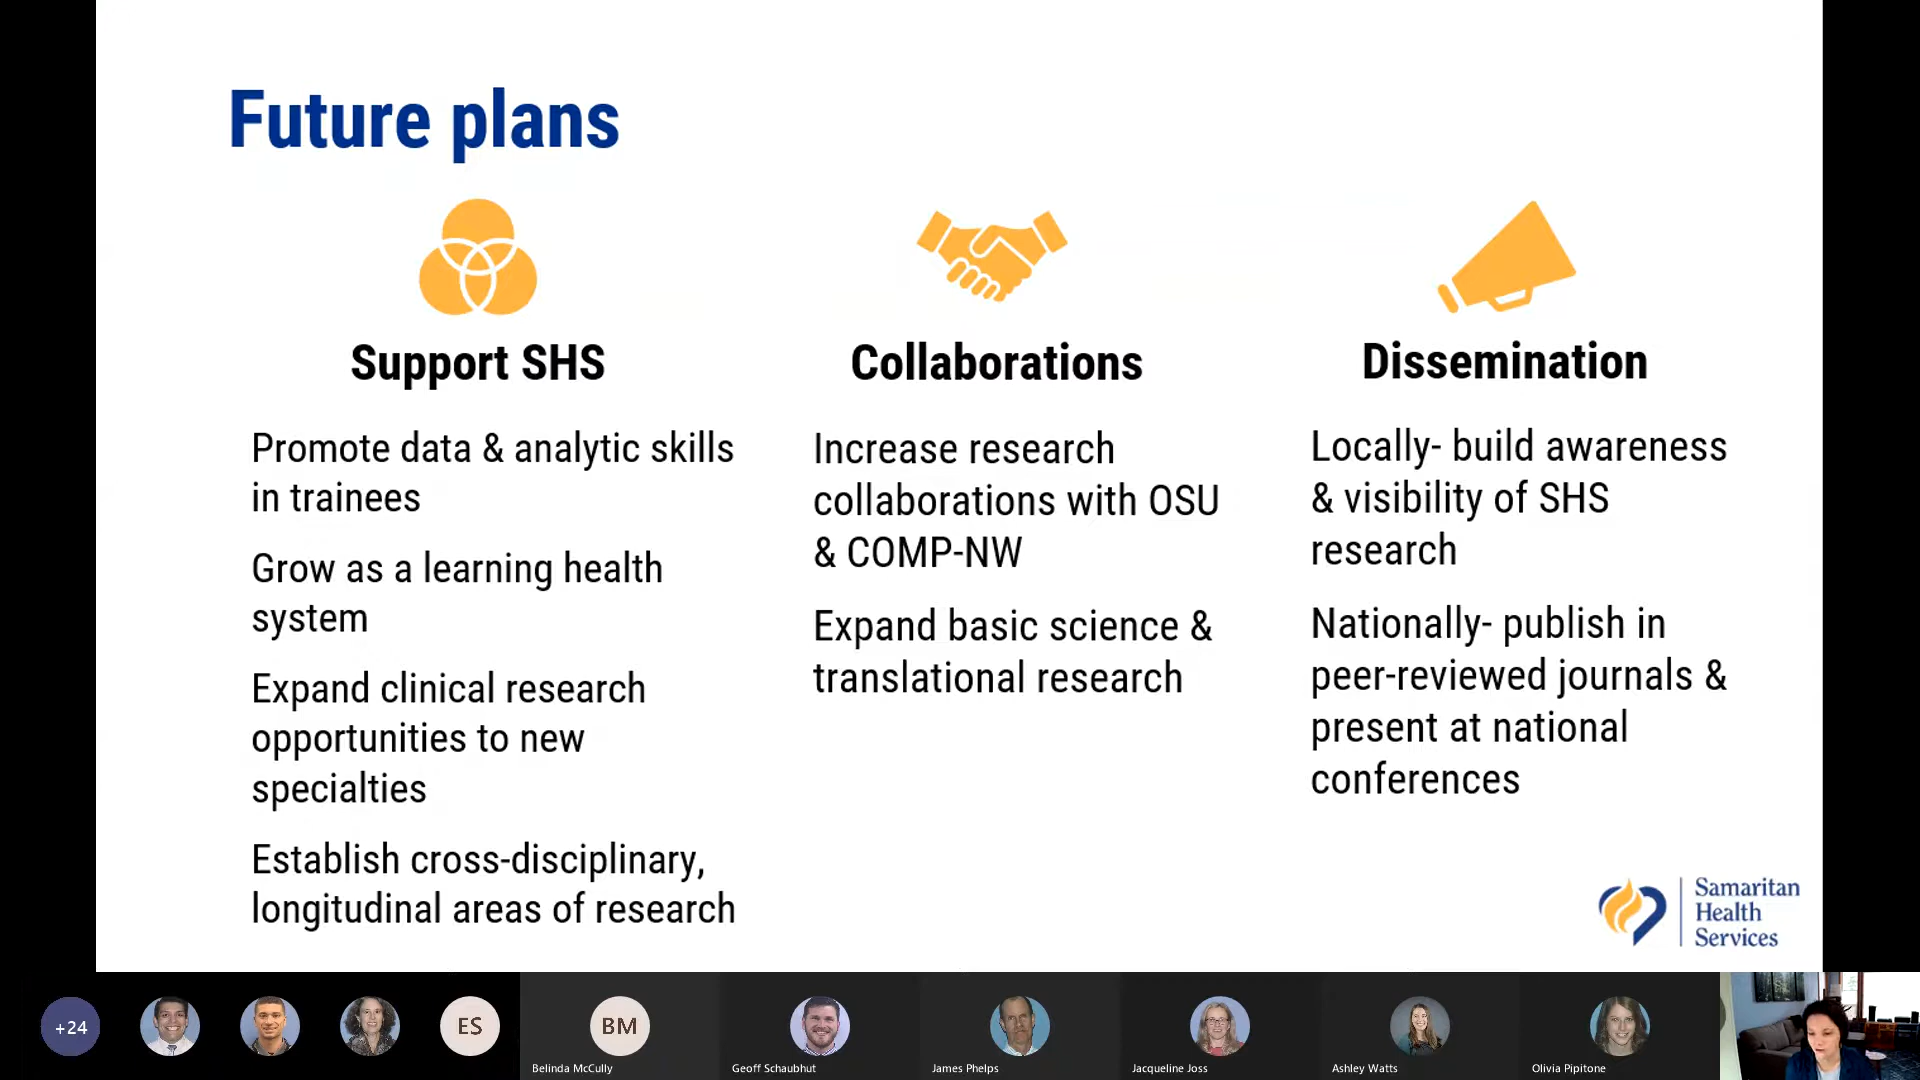 Future plans
Support SHS
Promote data & analytic skills
in trainees
Grow as a learning health
system
Expand clinical research
opportunities to new
specialties
Establish cross-disciplinary,
longitudinal areas of research
Collaborations
Increase research
collaborations with OSU
& COMP-NW
Expand basic science &
translational research
Dissemination
Locally- build awareness
& visibility of SHS
research
Nationally- publish in
peer-reviewed journals &
present at national
conferences
Samaritan
Health
Services
+24
ES
BM
Belinda McCully
Geoff Schaubhut
James Phelps
Jacqueline Joss
Ashley Watts
Olivia Pipitone